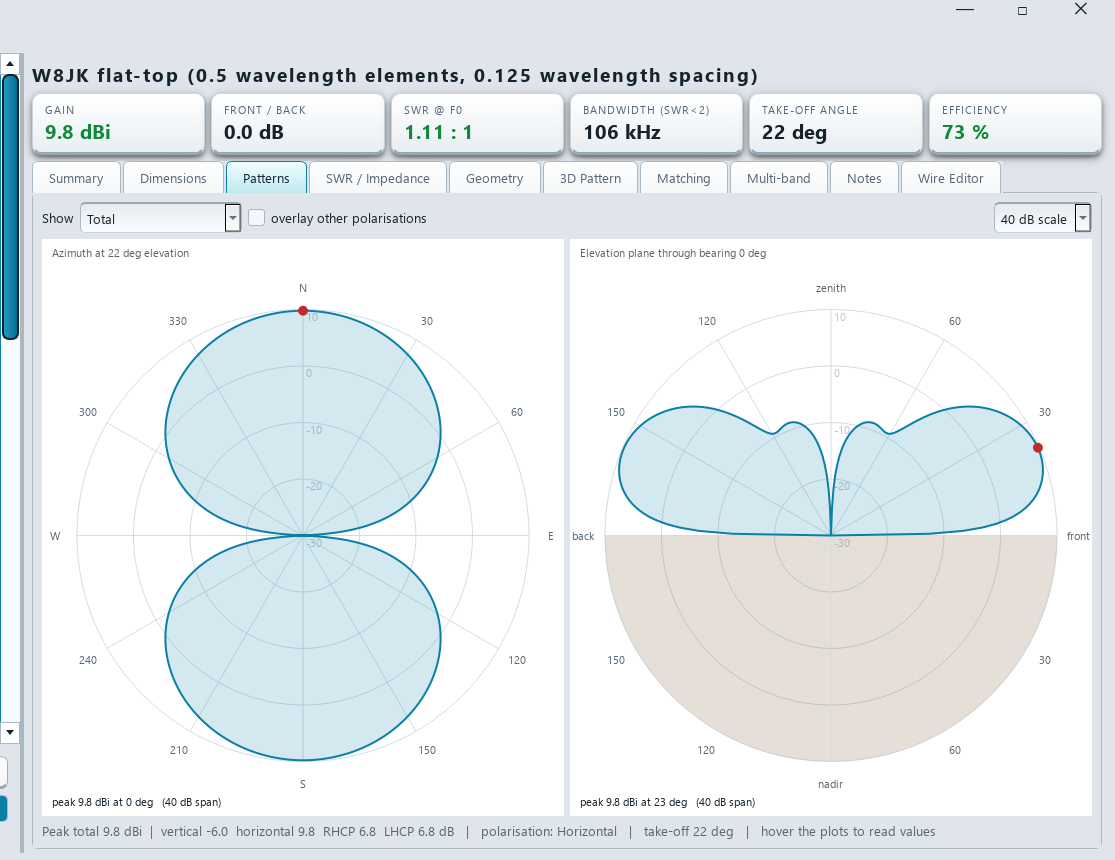 W8JK flat-top (0.5 wavelength elements, 0.125 wavelength spacing)
GAIN
9.8 dBi
FRONT / BACK
0.0 dB
SWR @ F0
1.11 : 1
BANDWIDTH (SWR<2)
106 kHz
TAKE-OFF ANGLE
22 deg
EFFICIENCY
73 %
Summary
Dimensions
Patterns
SWR / Impedance
Geometry
3D Pattern
Matching
Multi-band
Notes
Wire Editor
Show
Total
overlay other polarisations
40 dB scale
Azimuth at 22 deg elevation
N
330
10
30
0
300
60
-10
-20
W
E
-30
240
120
210
150
S
peak 9.8 dBi at 0 deg (40 dB span)
Elevation plane through bearing 0 deg
zenith
120
10
60
0
150
30
-10
-20
back
front
-30
150
30
120
60
nadir
peak 9.8 dBi at 23 deg (40 dB span)
Peak total 9.8 dBi | vertical -6.0 horizontal 9.8 RHCP 6.8 LHCP 6.8 dB | polarisation: Horizontal | take-off 22 deg | hover the plots to read values